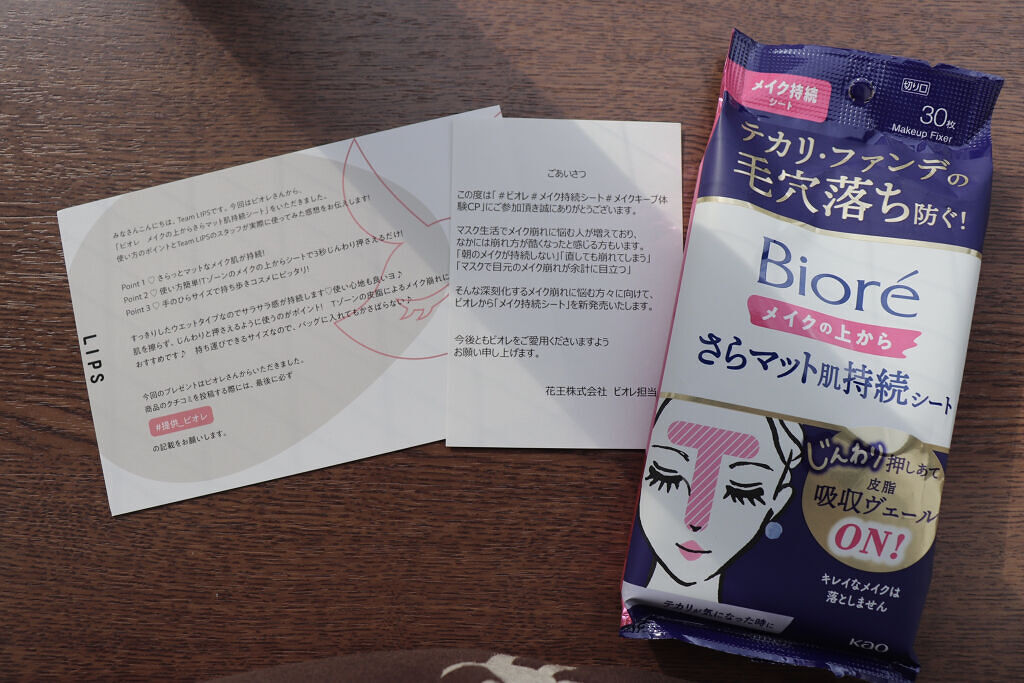 みなさんこんにちは、Team LIPSです。今回はビオレさんから、
「ビオレ　メイクの上からさらマット肌持続シート」をいただきました。
使い方のポイントとTeam LIPSのスタッフが実際に使ってみた感想をお伝えします!
Point 1 ♡ さらっとマットなメイク肌が持続!
Point 2 ♡ 使い方簡単!Tゾーンのメイクの上からシートで3秒じんわり押さえるだけ!
Point 3 ♡ 手のひらサイズで持ち歩きコスメにピッタリ!
すっきりしたウエットタイプなのでサラサラ感が持続します♡使い心地も良いヨ♪
肌を擦らず、じんわりと押さえるように使うのがポイント!　Tゾーンの皮脂によるメイク崩れに
おすすめです♪　持ち運びできるサイズなので、バッグに入れてもかさばらない♪
今回のプレゼントはビオレさんからいただきました。
商品のクチコミを投稿する際には、最後に必ず
#提供_ビオレ
の記載をお願いします。
LIPS
ごあいさつ
この度は「#ビオレ#メイク持続シート#メイクキープ体
験CP」にご参加頂き誠にありがとうございます。
マスク生活でメイク崩れに悩む人が増えており、
なかには崩れ方が酷くなったと感じる方もいます。
「朝のメイクが持続しない」「直しても崩れてしまう」
「マスクで目元のメイク崩れが余計に目立つ」
そんな深刻化するメイク崩れに悩む方々に向けて、
ビオレから「メイク持続シート」を新発売いたします。
今後ともビオレをご愛用くださいますよう
お願い申し上げます。
花王株式会社 ビオレ担当
メイク持続
シート
切り口
30枚
Makeup Fixer
テカリ・ファンデの
毛穴落ち防ぐ!
Bioré
メイクの上から
さらマット肌持続シート
T
じんわり押しあて
皮脂
吸収ヴェール
ON!
キレイなメイクは
落としません
テカリが気になった時に
Kao